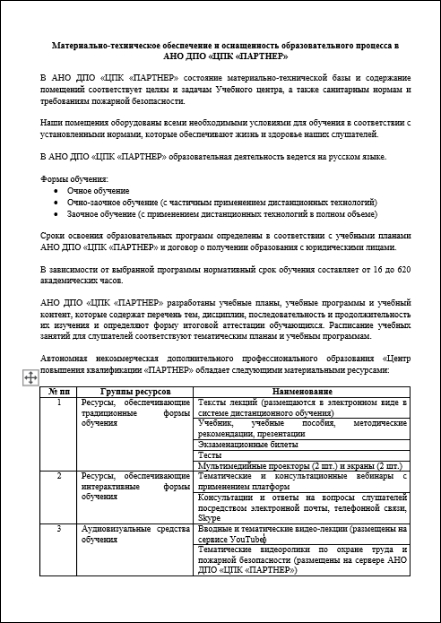 Материально-техническое обеспечение и оснащенность образовательного процесса в
АНО ДПО «ЦПК «ПАРТНЕР»
В АНО ДПО «ЦПК «ПАРТНЕР» состояние материально-технической базы и содержание
помещений соответствует целям и задачам Учебного центра, а также санитарным нормам и
требованиям пожарной безопасности.
Наши помещения оборудованы всеми необходимыми условиями для обучения в соответствии с
установленными нормами, которые обеспечивают жизнь и здоровье наших слушателей.
В АНО ДПО «ЦПК «ПАРТНЕР» образовательная деятельность ведется на русском языке.
Формы обучения:
• Очное обучение
• Очно-заочное обучение (с частичным применением дистанционных технологий)
• Заочное обучение (с применением дистанционных технологий в полном объеме)
Сроки освоения образовательных программ определены в соответствии с учебными планами
АНО ДПО «ЦПК «ПАРТНЕР» и договор о получении образования с юридическими лицами.
В зависимости от выбранной программы нормативный срок обучения составляет от 16 до 620
академических часов.
АНО ДПО «ЦПК «ПАРТНЕР» разработаны учебные планы, учебные программы и учебный
контент, которые содержат перечень тем, дисциплин, последовательность и продолжительность
их изучения и определяют форму итоговой аттестации обучающихся. Расписание учебных
занятий для слушателей соответствуют тематическим планам и учебным программам.
Автономная некоммерческая дополнительного профессионального образования «Центр
повышения квалификации «ПАРТНЕР» обладает следующими материальными ресурсами:
№ пп Группы ресурсов Наименование
1 Ресурсы, обеспечивающие традиционные формы обучения
Тексты лекций (размещаются в электронном виде в
системе дистанционного обучения)
Учебник, учебные пособия, методические
рекомендации, презентации
Экзаменационные билеты
Тесты
Мультимедийные проекторы (2 шт.) и экраны (2 шт.)
2 Ресурсы, обеспечивающие интерактивные формы обучения
Тематические и консультационные вебинары с
применением платформ
Консультации и ответы на вопросы слушателей
посредством электронной почты, телефонной связи,
Skype
3 Аудиовизуальные средства обучения
Вводные и тематические видео-лекции (размещены на
сервисе YouTube)
Тематические видеоролики по охране труда и
пожарной безопасности (размещены на сервере АНО
ДПО «ЦПК «ПАРТНЕР»)